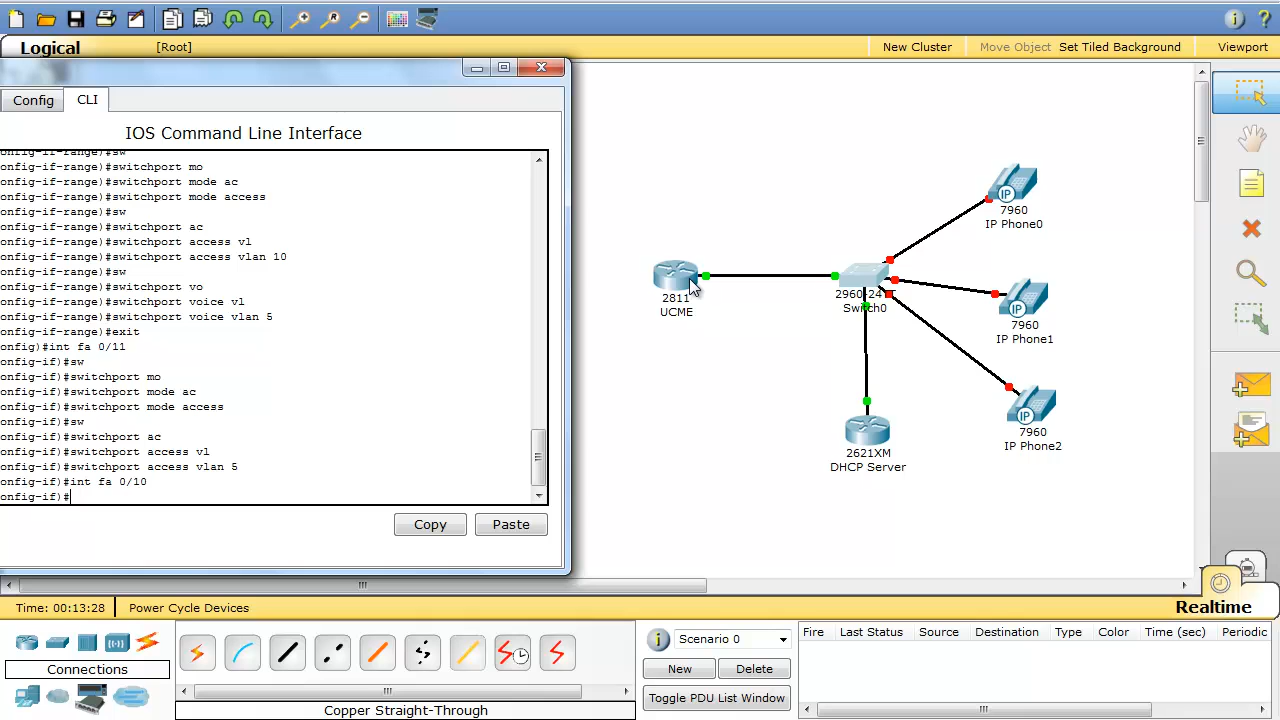 Logical
[Root]
New Cluster
Move Object
Set Tiled Background
Viewport
Config
CLI
IOS Command Line Interface
onfig-if-range)#sw
onfig-if-range)#switchport mo
onfig-if-range)#switchport mode ac
onfig-if-range)#switchport mode access
onfig-if-range)#sw
onfig-if-range)#switchport ac
onfig-if-range)#switchport access vl
onfig-if-range)#switchport access vlan 10
onfig-if-range)#sw
onfig-if-range)#switchport vo
onfig-if-range)#switchport voice vl
onfig-if-range)#switchport voice vlan 5
onfig-if-range)#exit
onfig)#int fa 0/11
onfig-if)#sw
onfig-if)#switchport mo
onfig-if)#switchport mode ac
onfig-if)#switchport mode access
onfig-if)#sw
onfig-if)#switchport ac
onfig-if)#switchport access vl
onfig-if)#switchport access vlan 5
onfig-if)#int fa 0/10
onfig-if)#
Copy
Paste
2811
UCME
Switch0
2621XM
DHCP Server
IP
7960
IP Phone0
IP
7960
IP Phone1
IP
7960
IP Phone2
Time: 00:13:28
Power Cycle Devices
Realtime
Connections
Copper Straight-Through
Scenario 0
New
Delete
Toggle PDU List Window
Fire
Last Status
Source
Destination
Type
Color
Time (sec)
Periodic